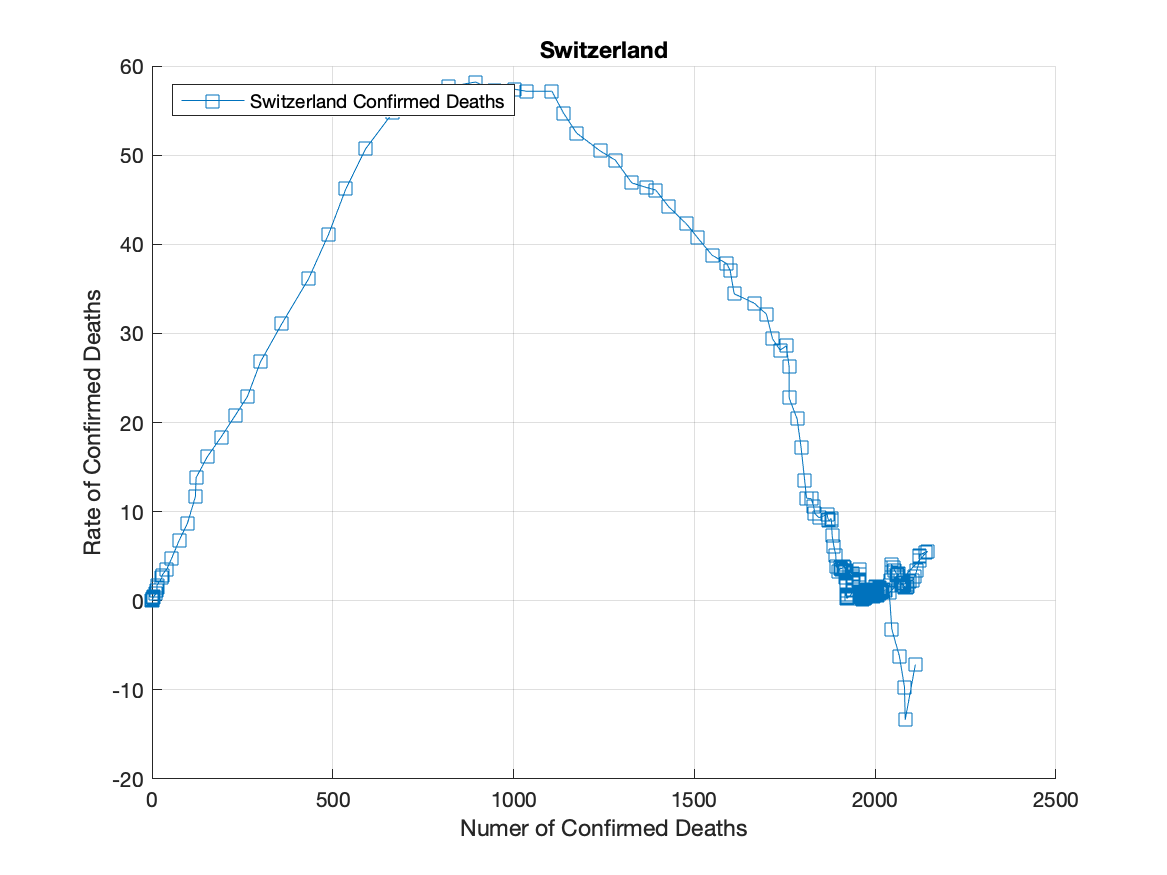 Switzerland
Switzerland Confirmed Deaths
60
50
40
30
20
10
0
-10
-20
Rate of Confirmed Deaths
0 500 1000 1500 2000 2500
Numer of Confirmed Deaths